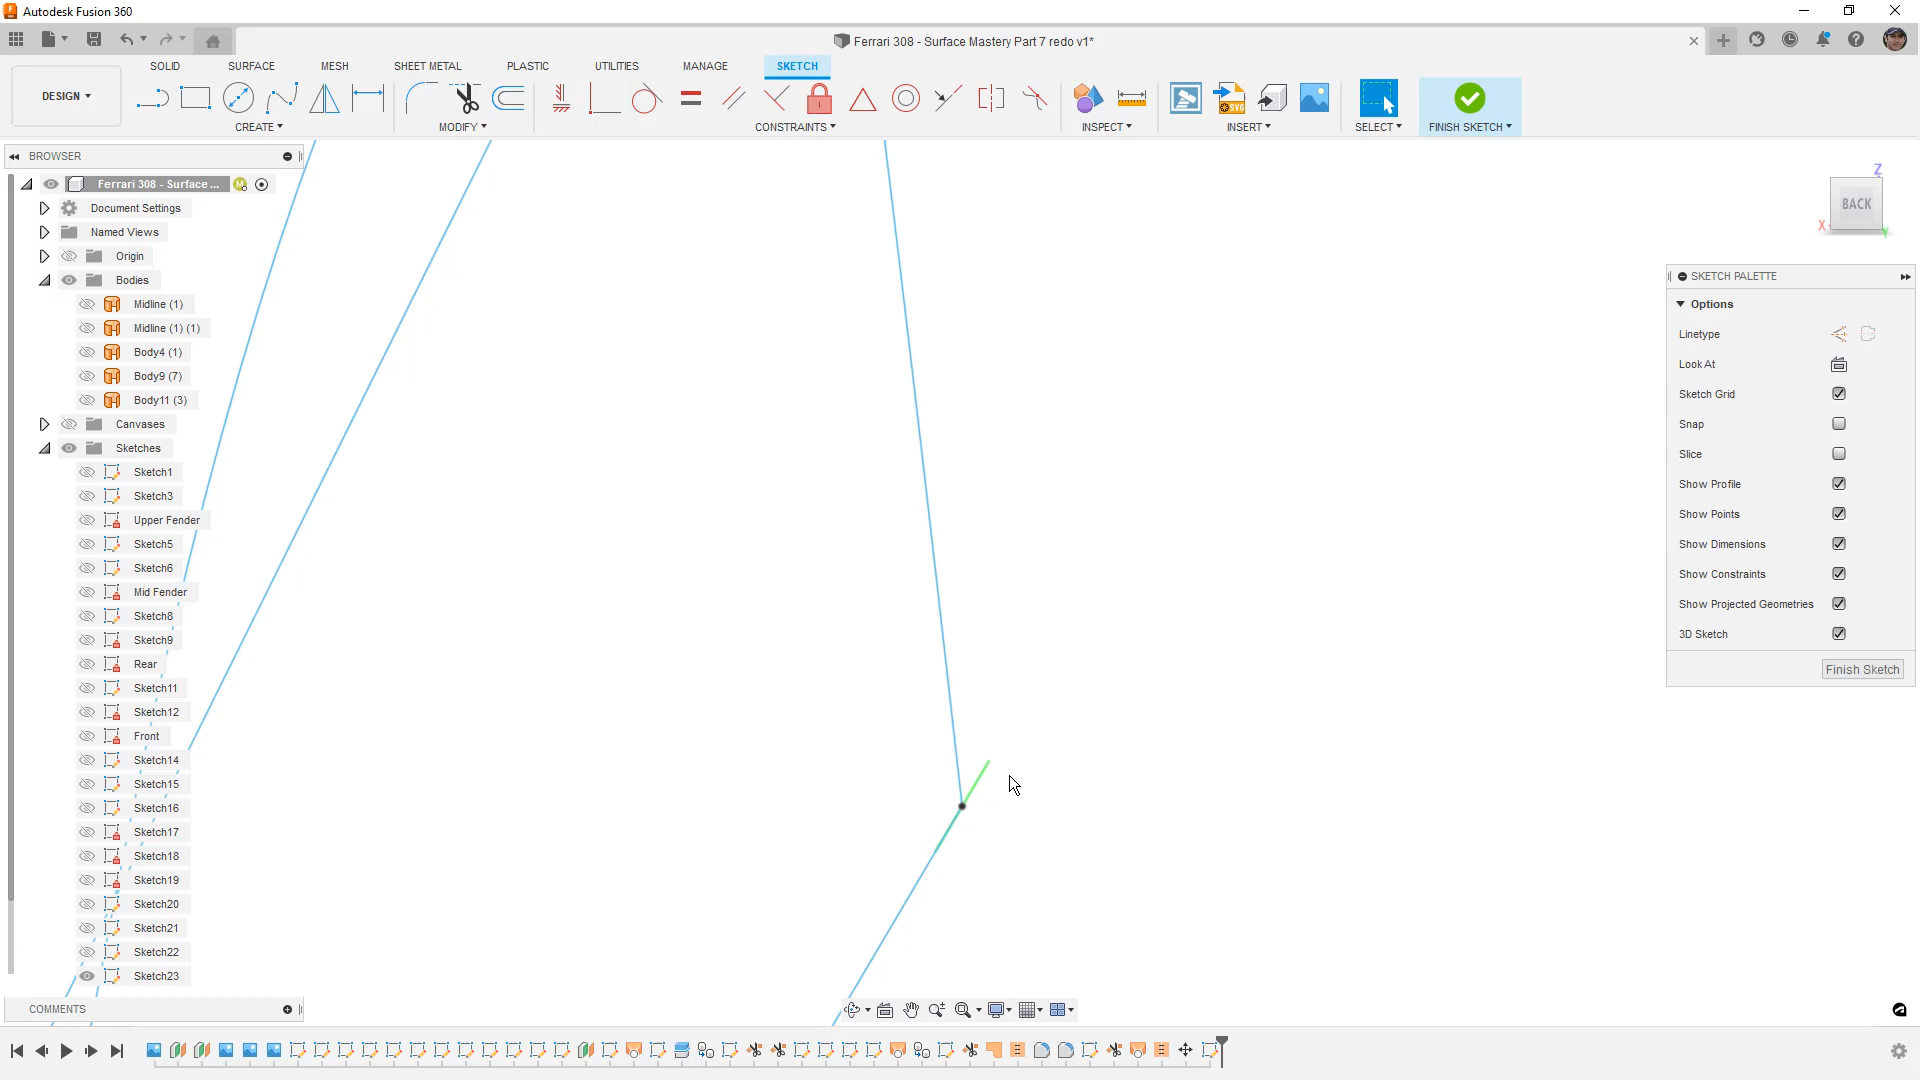 Autodesk Fusion 360
Ferrari 308 - Surface Mastery Part 7 redo v1*
SOLID SURFACE MESH SHEET METAL PLASTIC UTILITIES MANAGE SKETCH
DESIGN
CREATE MODIFY CONSTRAINTS INSPECT INSERT SELECT FINISH SKETCH
SVG
BROWSER
Ferrari 308 - Surface ...
Document Settings
Named Views
Origin
Bodies
Midline (1)
Midline (1) (1)
Body4 (1)
Body9 (7)
Body11 (3)
Canvases
Sketches
Sketch1
Sketch3
Upper Fender
Sketch5
Sketch6
Mid Fender
Sketch8
Sketch9
Rear
Sketch11
Sketch12
Front
Sketch14
Sketch15
Sketch16
Sketch17
Sketch18
Sketch19
Sketch20
Sketch21
Sketch22
Sketch23
COMMENTS
Z
BACK
X
Y
SKETCH PALETTE
Options
Linetype
Look At
Sketch Grid
Snap
Slice
Show Profile
Show Points
Show Dimensions
Show Constraints
Show Projected Geometries
3D Sketch
Finish Sketch